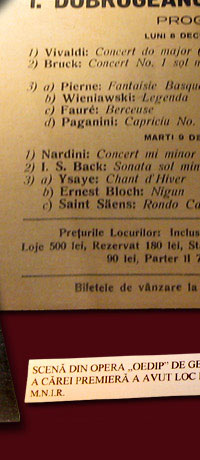 I. DOBROGEANU
PROG
LUNI 8 DEC
1) Vivaldi: Concert do major (
2) Bruck: Concert No. 1 sol m
3) a) Pierne: Fantaisie Basqu
b) Wieniawski: Legenda
c) Fauré: Berceuse
d) Paganini: Capriciu No.
MARTI 9 DE
1) Nardini: Concert mi minor
2) I. S. Back: Sonata sol min
3) a) Ysaye: Chant d'Hiver
b) Ernest Bloch: Nigun
c) Saint Säens: Rondo Ca
Prețurile Locurilor: Inclus
Loje 500 lei, Rezervat 180 lei, St
90 lei, Parter II 7
Biletele de vânzare la
SCENĂ DIN OPERA „OEDIP” DE GE
A CĂREI PREMIERĂ A AVUT LOC
M.N.I.R.